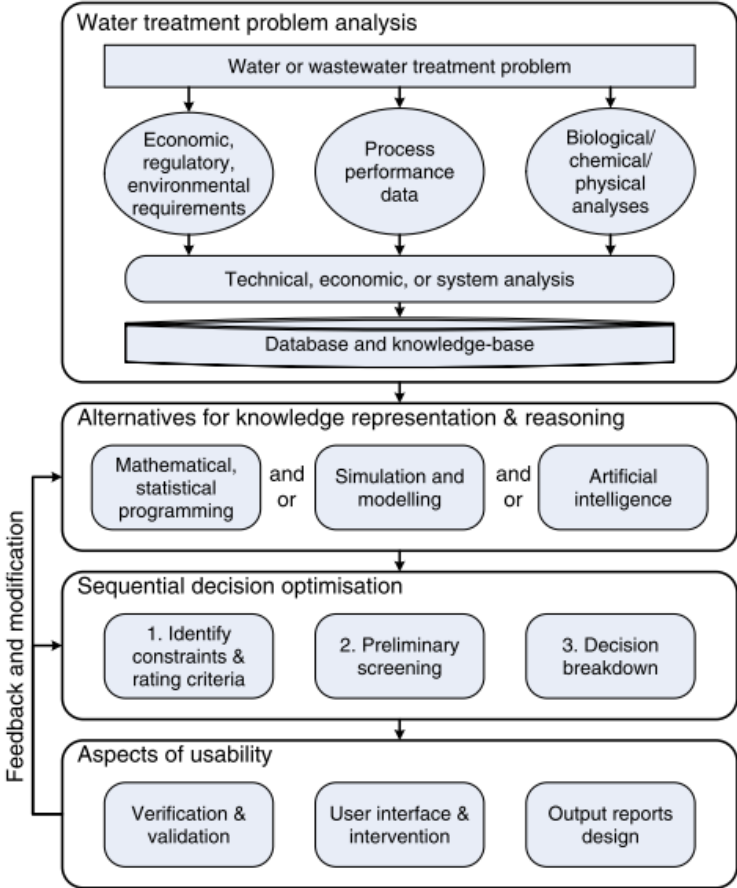 Water treatment problem analysis
Water or wastewater treatment problem
Economic,
regulatory,
environmental
requirements
Process
performance
data
Biological/
chemical/
physical
analyses
Technical, economic, or system analysis
Database and knowledge-base
Alternatives for knowledge representation & reasoning
Mathematical,
statistical
programming
and
or
Simulation and
modelling
and
or
Artificial
intelligence
Sequential decision optimisation
1. Identify
constraints &
rating criteria
2. Preliminary
screening
3. Decision
breakdown
Aspects of usability
Verification &
validation
User interface &
intervention
Output reports
design
Feedback and modification